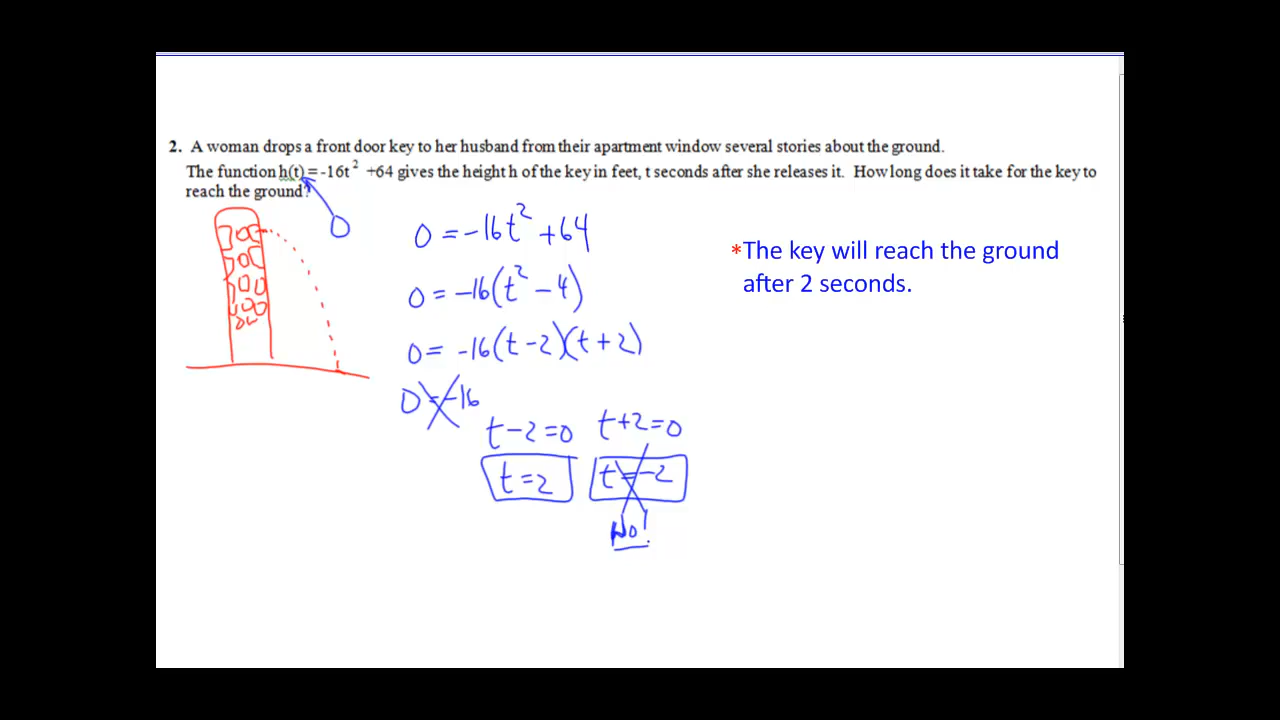 2. A woman drops a front door key to her husband from their apartment window several stories about the ground.
The function h(t) = -16t² +64 gives the height h of the key in feet, t seconds after she releases it. How long does it take for the key to
reach the ground?
0
0 = -16t² + 64
0 = -16(t² - 4)
0 = -16(t - 2)(t + 2)
0 = -16
t - 2 = 0 t + 2 = 0
t = 2 t = -2
No!
*The key will reach the ground
after 2 seconds.